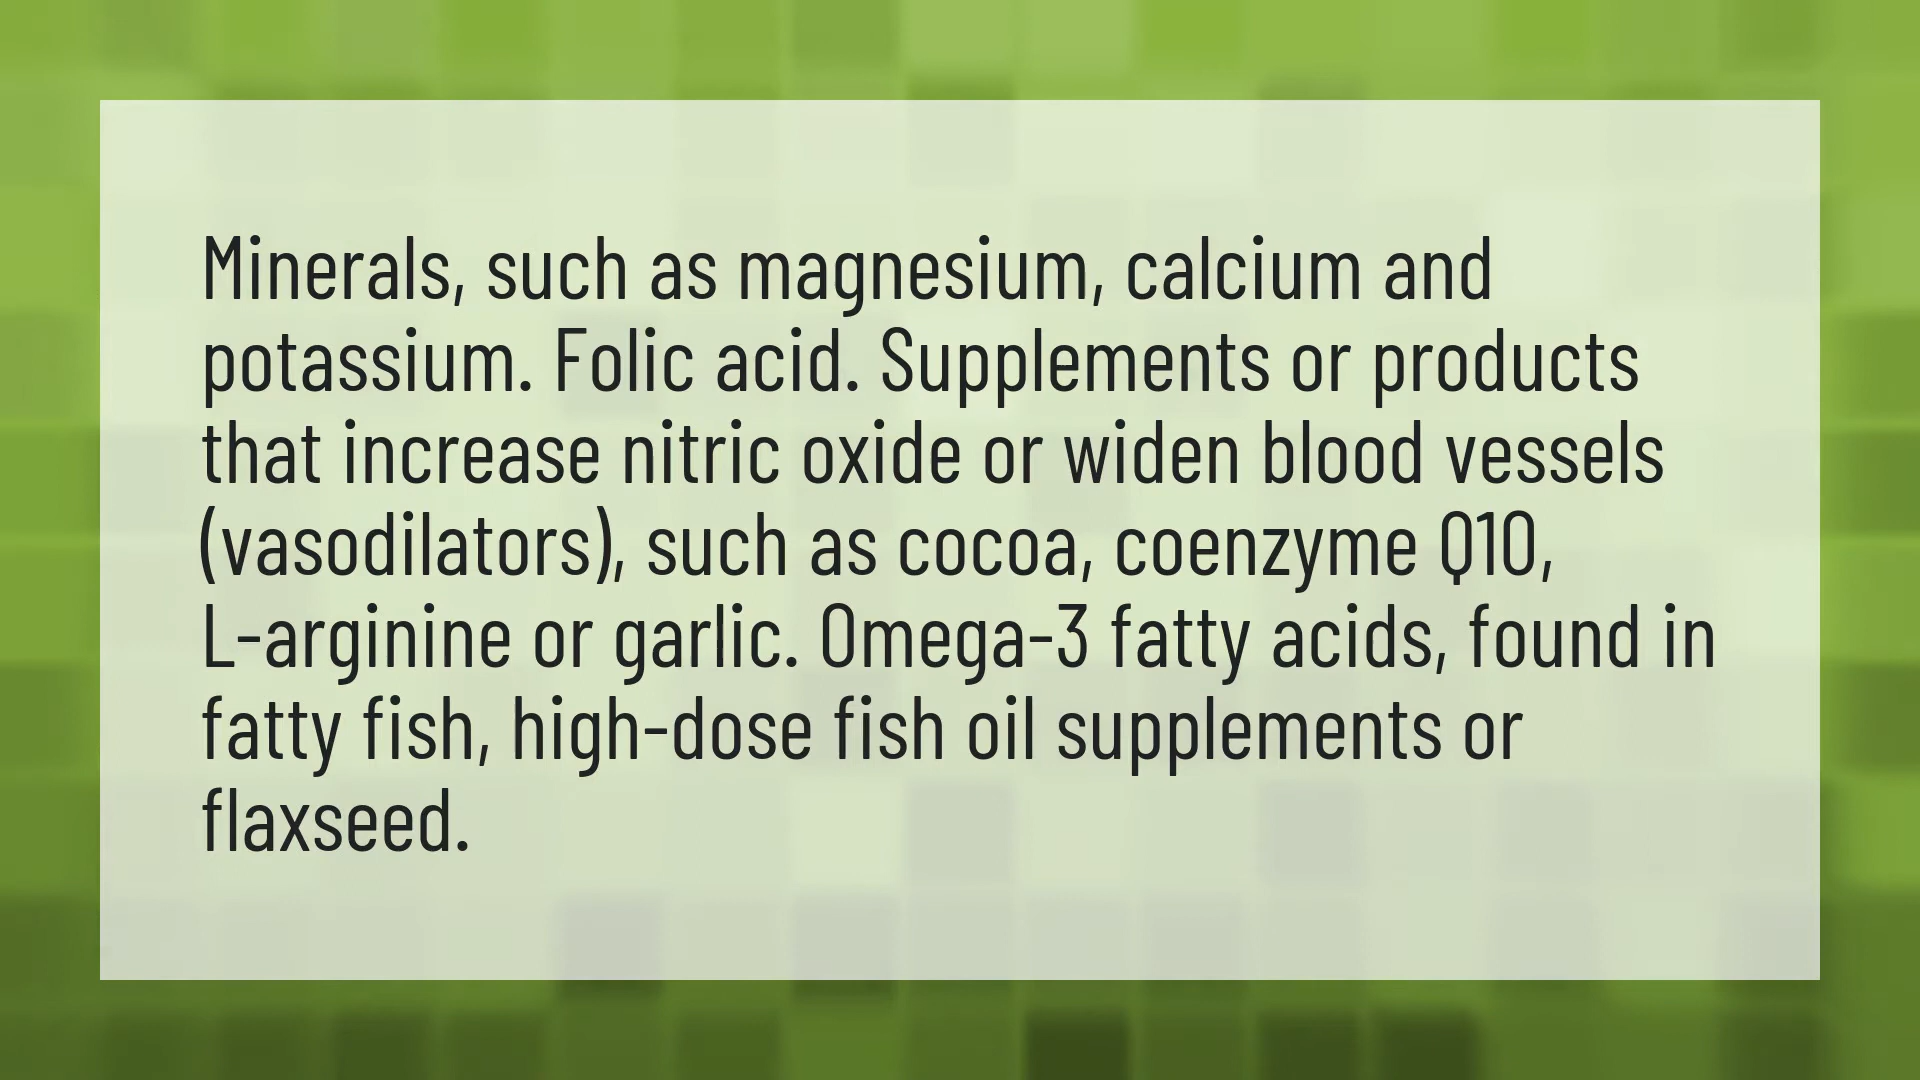 Minerals, such as magnesium, calcium and
potassium. Folic acid. Supplements or products
that increase nitric oxide or widen blood vessels
(vasodilators), such as cocoa, coenzyme Q10,
L-arginine or garlic. Omega-3 fatty acids, found in
fatty fish, high-dose fish oil supplements or
flaxseed.